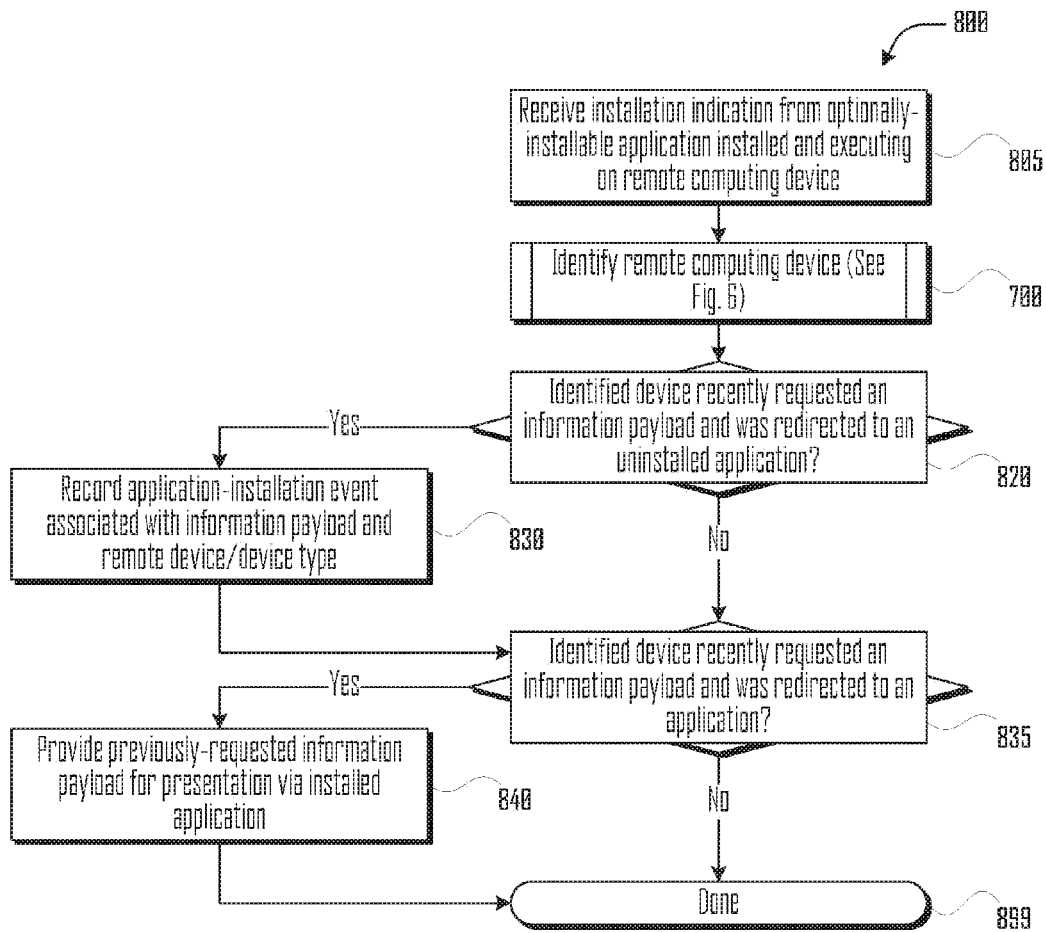 800
Receive installation indication from optionally-
installable application installed and executing
on remote computing device
805
Identify remote computing device (See
Fig. 6)
700
Identified device recently requested an
information payload and was redirected to an
uninstalled application?
820
Yes
Record application-installation event
associated with information payload and
remote device/device type
830
No
Identified device recently requested an
information payload and was redirected to an
application?
835
Yes
Provide previously-requested information
payload for presentation via installed
application
840
No
Done
899